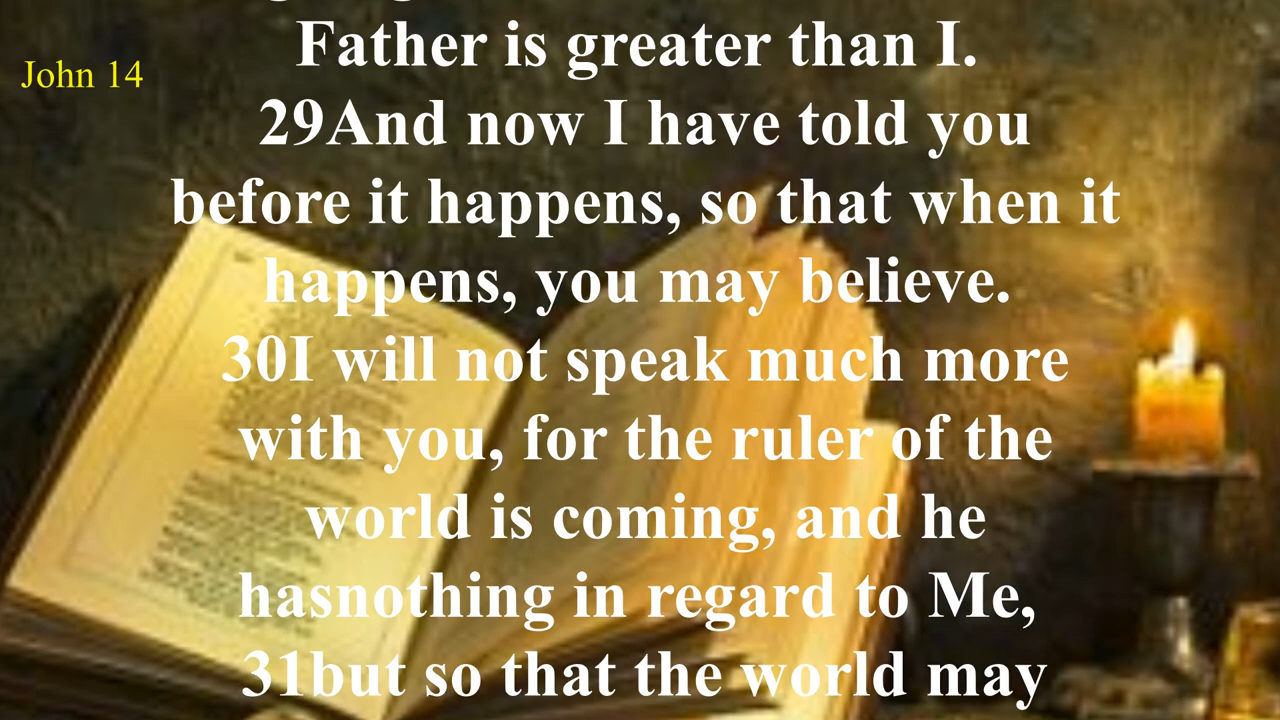 John 14
Father is greater than I.
29And now I have told you
before it happens, so that when it
happens, you may believe.
30I will not speak much more
with you, for the ruler of the
world is coming, and he
hasnothing in regard to Me,
31but so that the world may